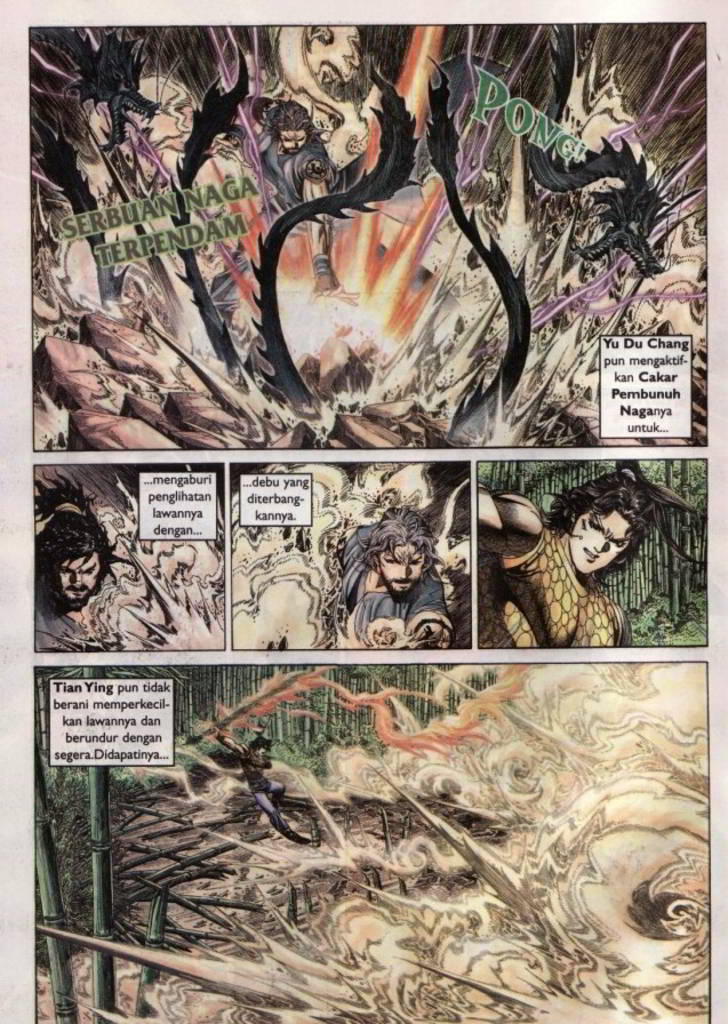 SERBUAN NAGA
TERPENDAM
PONG!
Yu Du Chang
pun mengaktif-
kan Cakar
Pembunuh
Naganya
untuk...
...mengaburi
penglihatan
lawannya
dengan...
...debu yang
diterbang-
kannya.
Tian Ying pun tidak
berani memperkecil-
kan lawannya dan
berundur dengan
segera.Didapatinya...